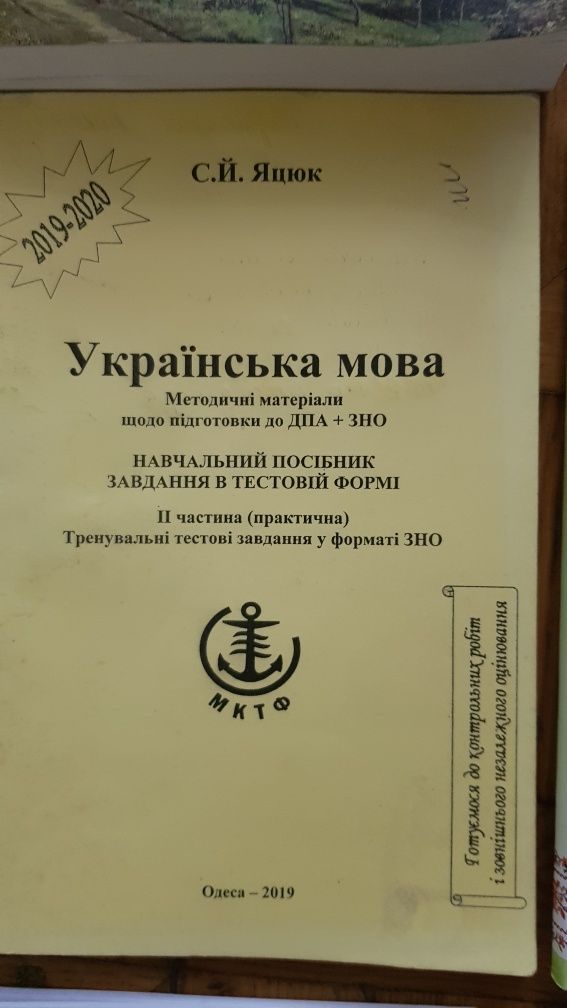 2019-2020
С.Й. Яцюк
Українська мова
Методичні матеріали
щодо підготовки до ДПА + ЗНО
НАВЧАЛЬНИЙ ПОСІБНИК
ЗАВДАННЯ В ТЕСТОВІЙ ФОРМІ
ІІ частина (практична)
Тренувальні тестові завдання у форматі ЗНО
МКТФ
Готуємося до контрольних робіт
і зовнішнього незалежного оцінювання
Одеса – 2019